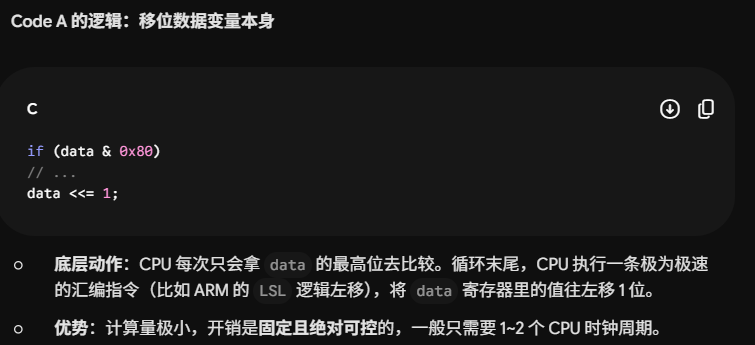 Code A 的逻辑：移位数据变量本身
C
if (data & 0x80)
// ...
data <<= 1;
底层动作：CPU 每次只会拿 data 的最高位去比较。循环末尾，CPU 执行一条极为极速
的汇编指令（比如 ARM 的 LSL 逻辑左移），将 data 寄存器里的值往左移 1 位。
优势：计算量极小，开销是固定且绝对可控的，一般只需要 1~2 个 CPU 时钟周期。